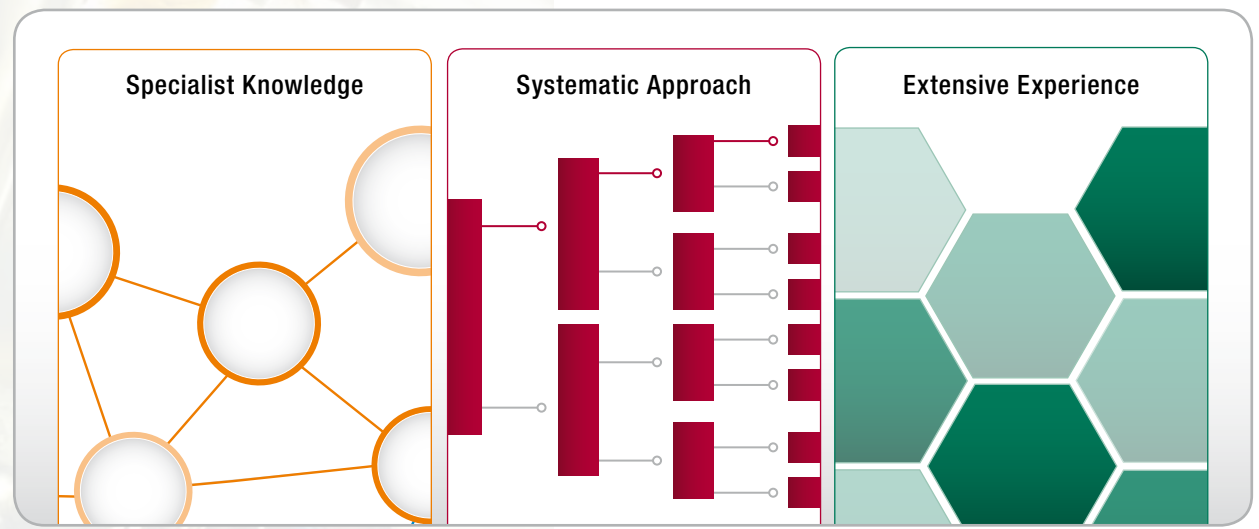 Specialist Knowledge
Systematic Approach
Extensive Experience